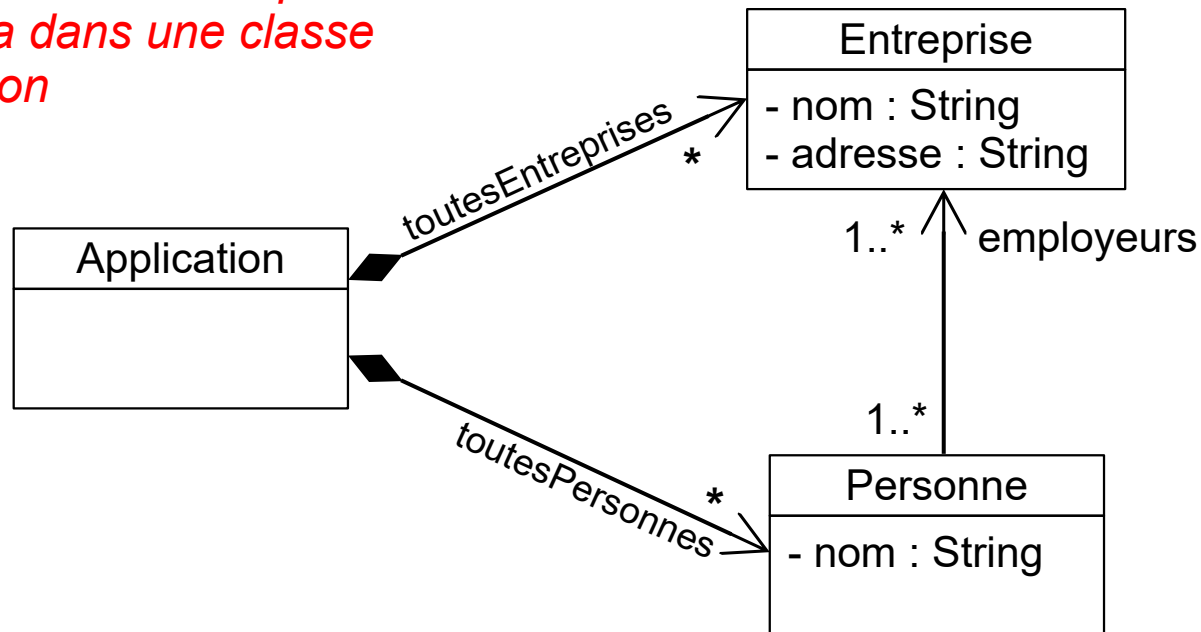 a dans une classe
on
Entreprise
- nom : String
- adresse : String
toutesEntreprises
*
1..* employeurs
Application
1..*
toutesPersonnes
*
Personne
- nom : String